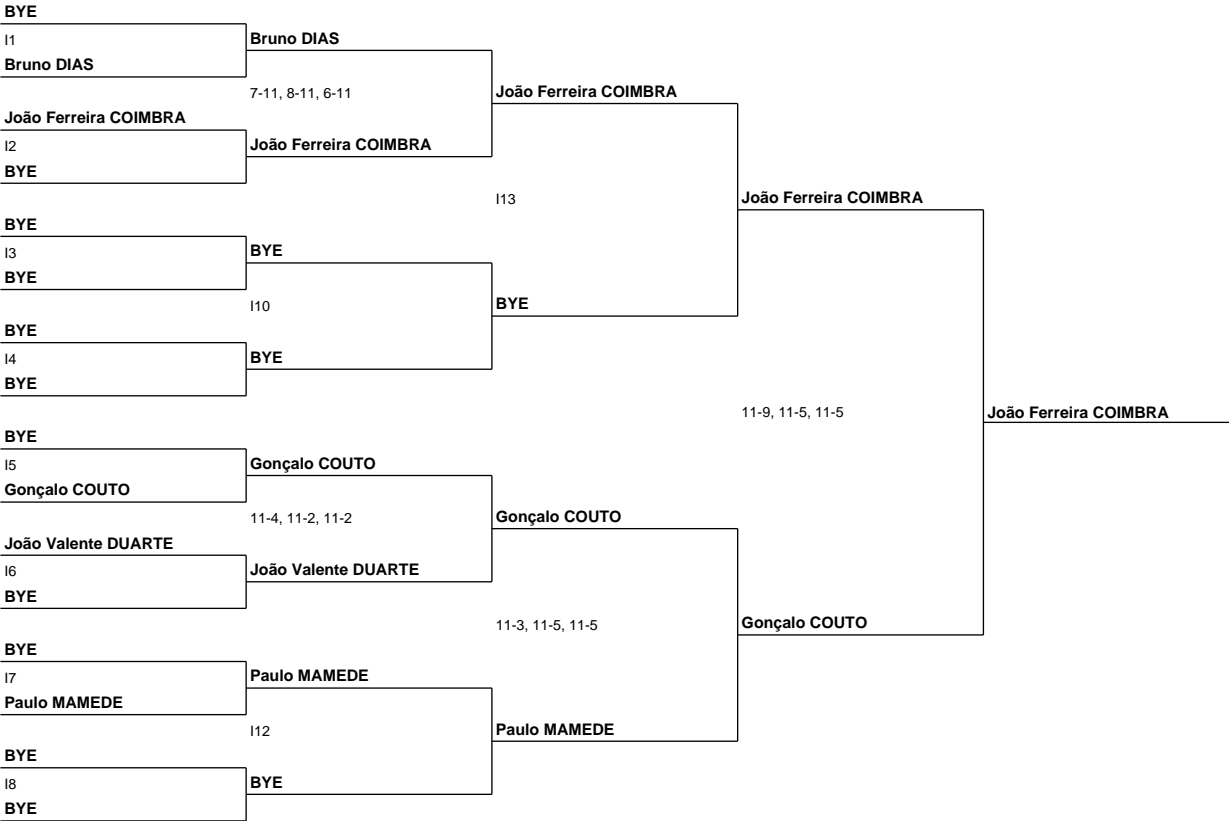 BYE
I1
Bruno DIAS
João Ferreira COIMBRA
I2
BYE
BYE
I3
BYE
BYE
I4
BYE
BYE
I5
Gonçalo COUTO
João Valente DUARTE
I6
BYE
BYE
I7
Paulo MAMEDE
BYE
I8
BYE
Bruno DIAS
7-11, 8-11, 6-11
João Ferreira COIMBRA
BYE
I10
BYE
Gonçalo COUTO
11-4, 11-2, 11-2
João Valente DUARTE
Paulo MAMEDE
I12
BYE
João Ferreira COIMBRA
I13
BYE
Gonçalo COUTO
11-3, 11-5, 11-5
Paulo MAMEDE
João Ferreira COIMBRA
11-9, 11-5, 11-5
Gonçalo COUTO
João Ferreira COIMBRA